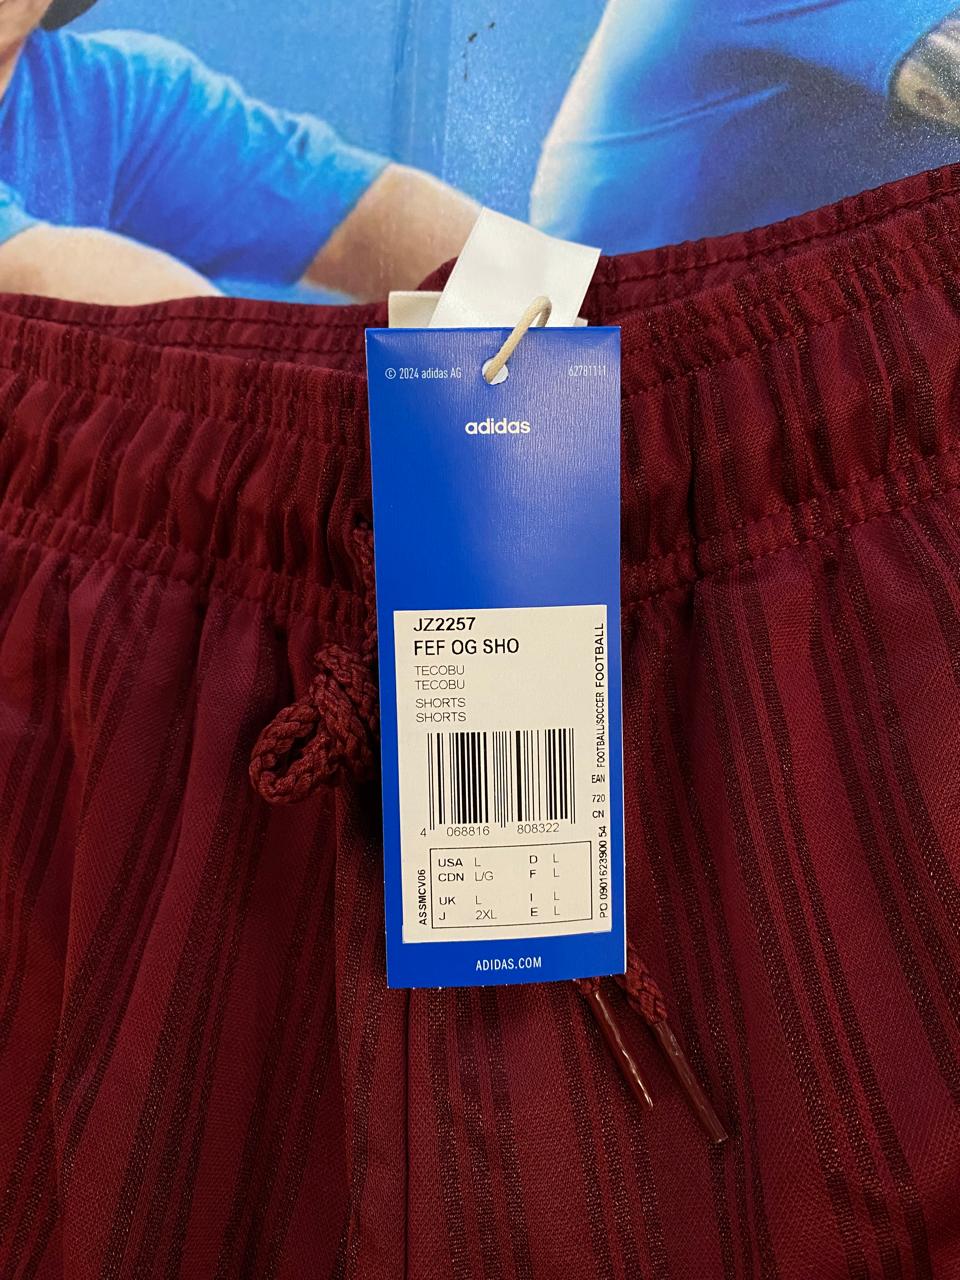 © 2024 adidas AG
62781111
adidas
JZ2257
FEF OG SHO
TECOBU
TECOBU
SHORTS
SHORTS
FOOTBALL/SOCCER FOOTBALL
EAN
720
CN
4 068816 808322
USA L D L
CDN L/G F L
UK L I L
J 2XL E L
ASSMCV06
PO 0901623900 54
ADIDAS.COM